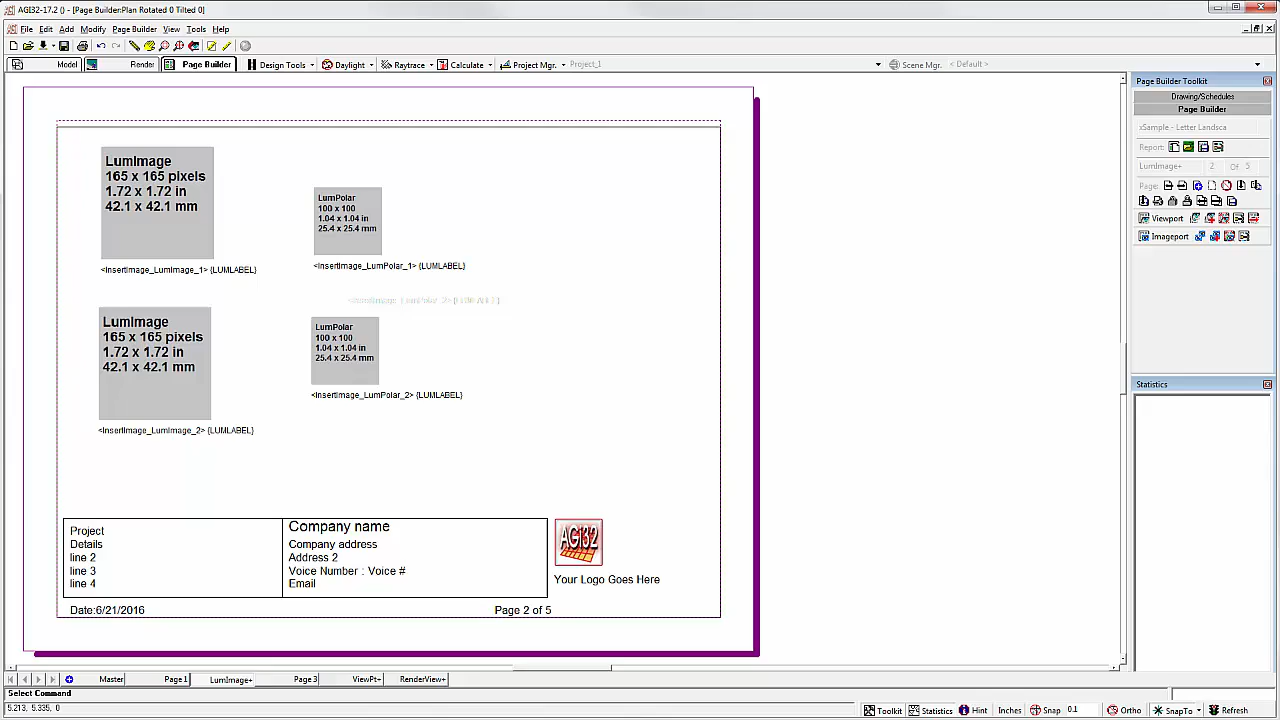 AGI32-17.2 () - [Page Builder:Plan Rotated 0 Tilted 0]
File Edit Add Modify Page Builder View Tools Help
Model Render Page Builder Design Tools Daylight Raytrace Calculate Project Mgr. Project_1 Scene Mgr. < Default >
Page Builder Toolkit
Drawing/Schedules
Page Builder
xSample - Letter Landsca
Report:
LumImage+ 2 Of 5
Page:
Viewport
Imageport
Statistics
LumImage
165 x 165 pixels
1.72 x 1.72 in
42.1 x 42.1 mm
<InsertImage_LumImage_1> {LUMLABEL}
LumPolar
100 x 100
1.04 x 1.04 in
25.4 x 25.4 mm
<InsertImage_LumPolar_1> {LUMLABEL}
LumImage
165 x 165 pixels
1.72 x 1.72 in
42.1 x 42.1 mm
<InsertImage_LumImage_2> {LUMLABEL}
LumPolar
100 x 100
1.04 x 1.04 in
25.4 x 25.4 mm
<InsertImage_LumPolar_2> {LUMLABEL}
Project
Details
line 2
line 3
line 4
Company name
Company address
Address 2
Voice Number : Voice #
Email
AGI32
Your Logo Goes Here
Date:6/21/2016
Page 2 of 5
Master Page 1 LumImage+ Page 3 ViewPt+ RenderView+
Select Command
5.213, 5.335, 0
Toolkit Statistics Hint Inches Snap 0.1 Ortho SnapTo Refresh